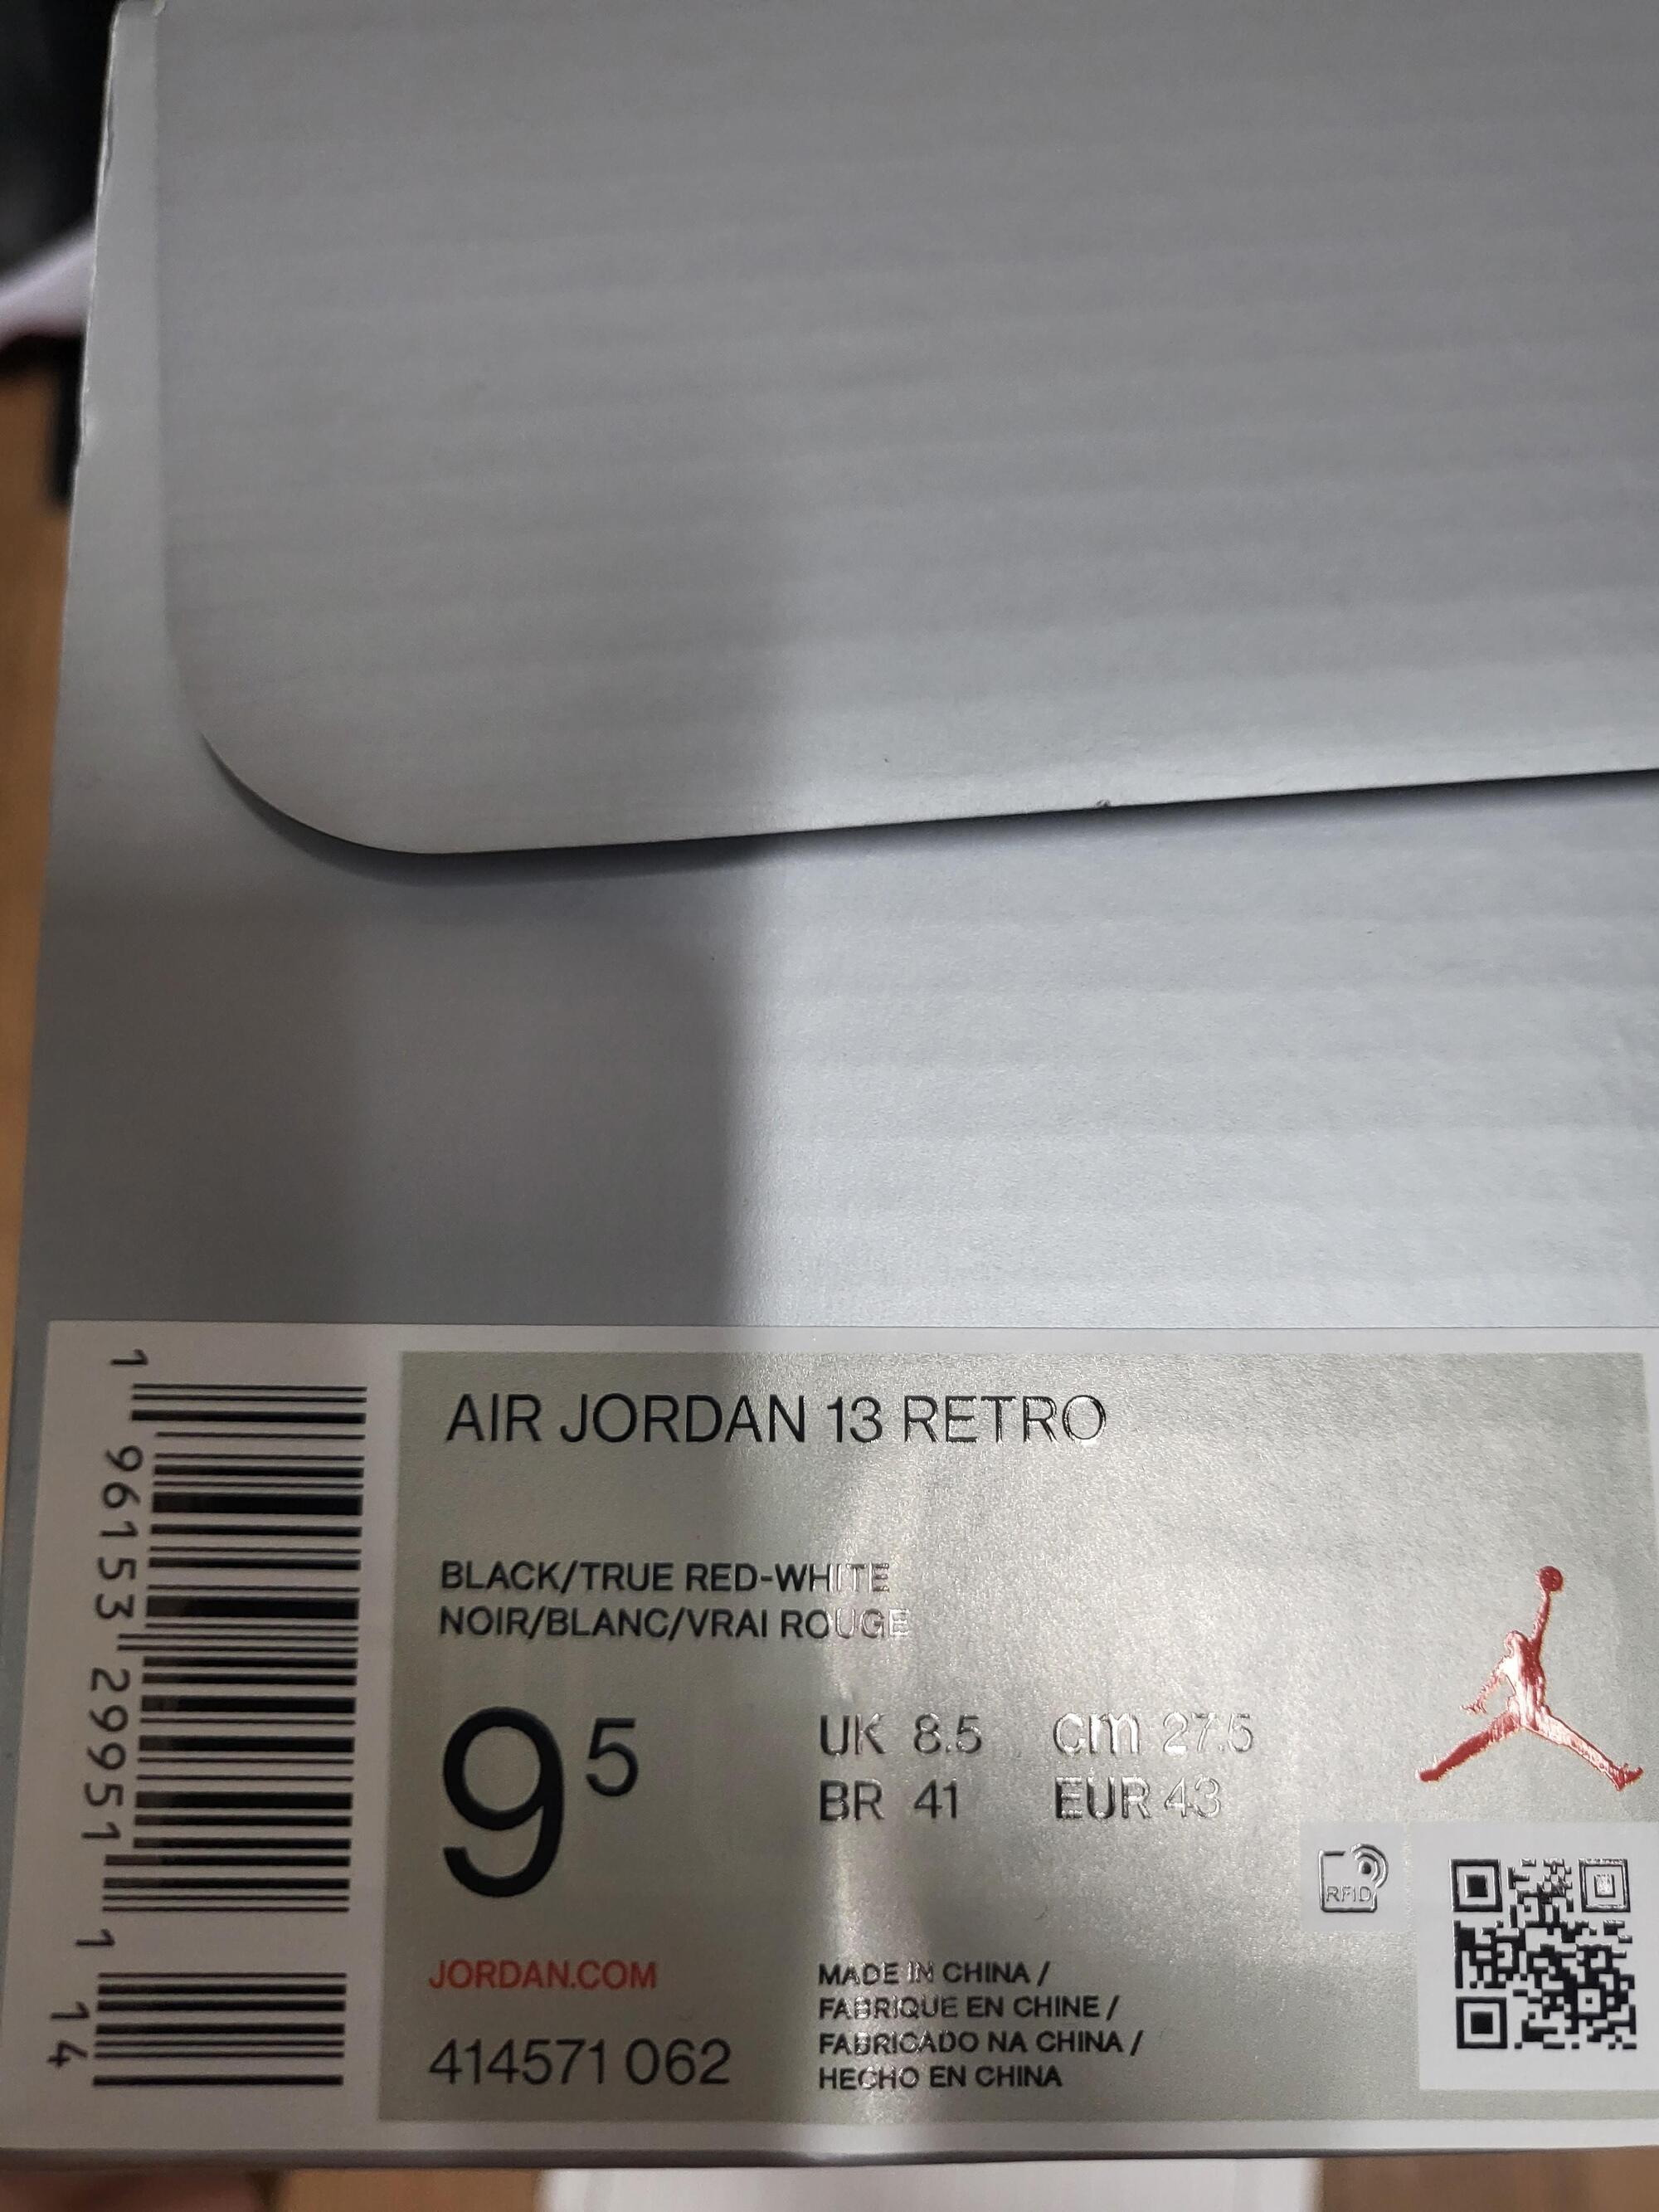 AIR JORDAN 13 RETRO
BLACK/TRUE RED-WHITE
NOIR/BLANC/VRAI ROUGE
9⁵
UK 8.5 cm 27.5
BR 41 EUR 43
RFID
JORDAN.COM
414571 062
MADE IN CHINA /
FABRIQUE EN CHINE /
FABRICADO NA CHINA /
HECHO EN CHINA
1 96153 29951 1 14